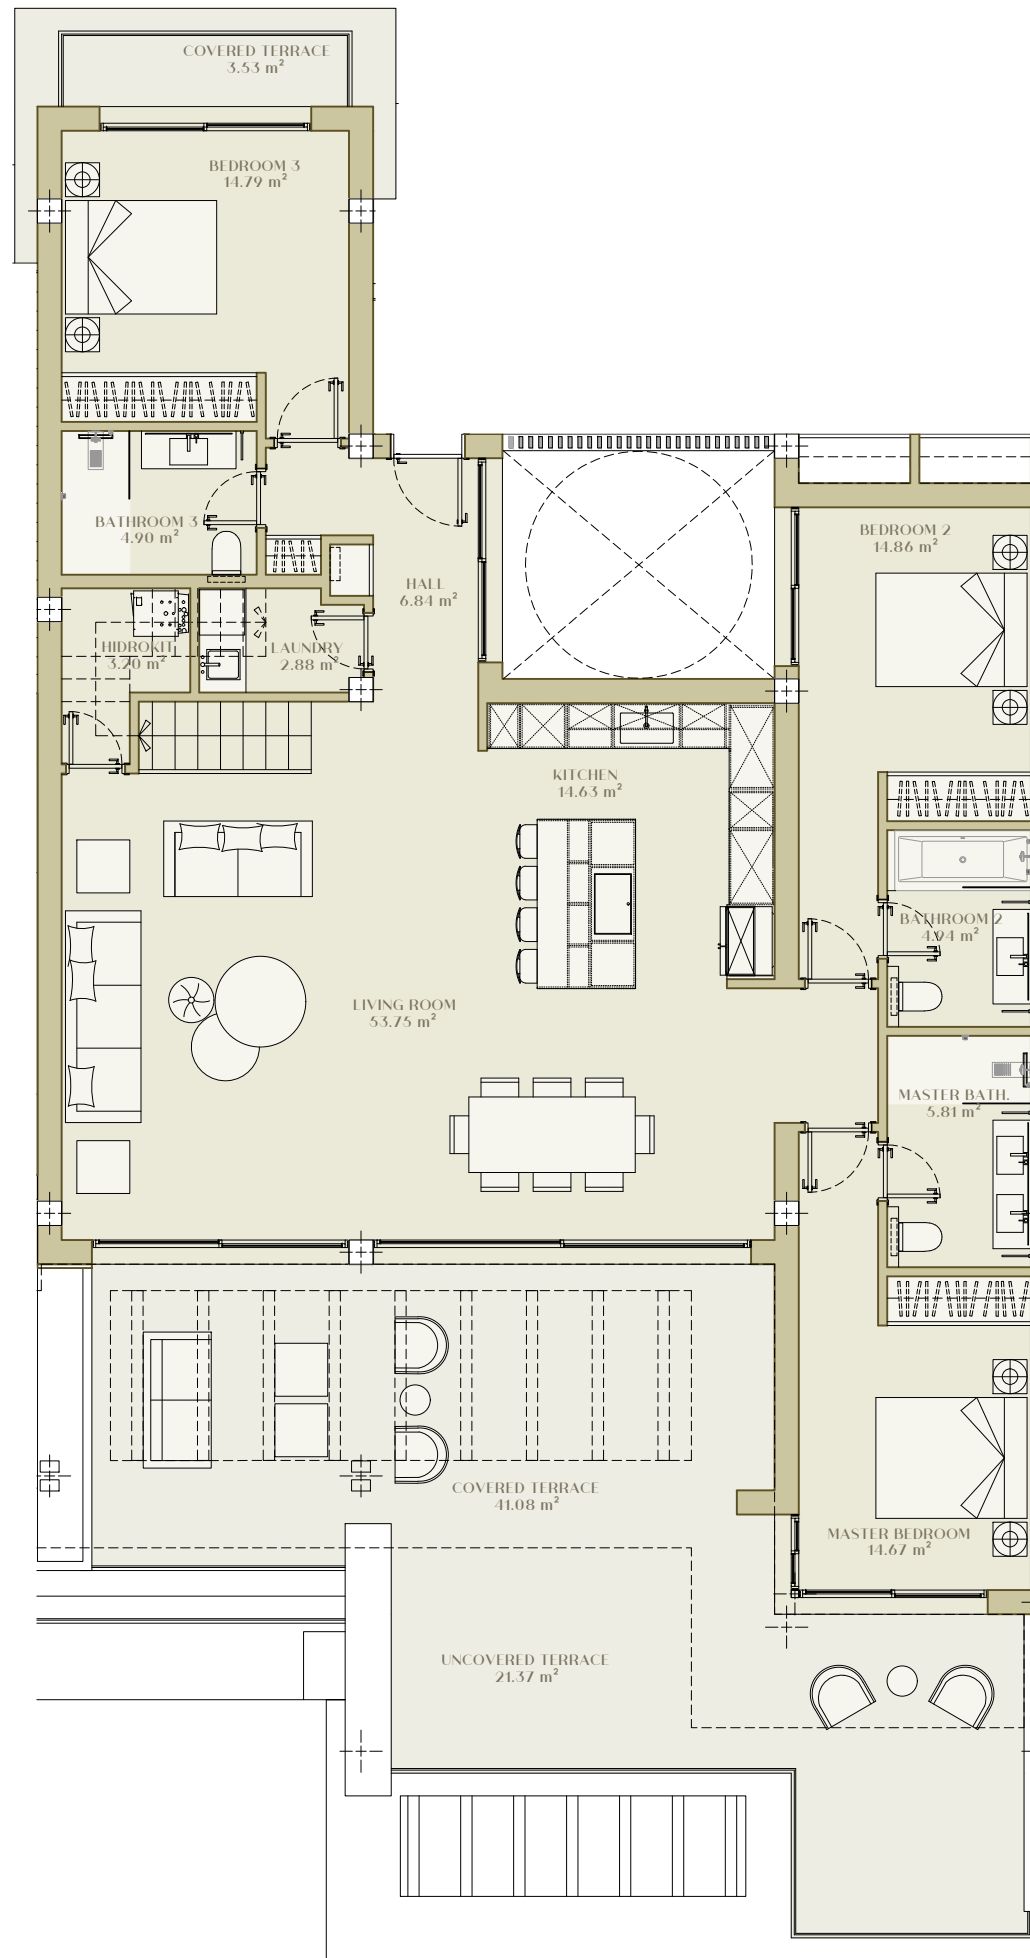 COVERED TERRACE
3.53 m²
BEDROOM 3
14.79 m²
BATHROOM 3
4.90 m²
BEDROOM 2
14.86 m²
HALL
6.84 m²
HIDROKIT
3.20 m²
LAUNDRY
2.88 m²
KITCHEN
14.63 m²
BATHROOM 2
4.94 m²
LIVING ROOM
53.75 m²
MASTER BATH.
5.81 m²
COVERED TERRACE
41.08 m²
MASTER BEDROOM
14.67 m²
UNCOVERED TERRACE
21.37 m²